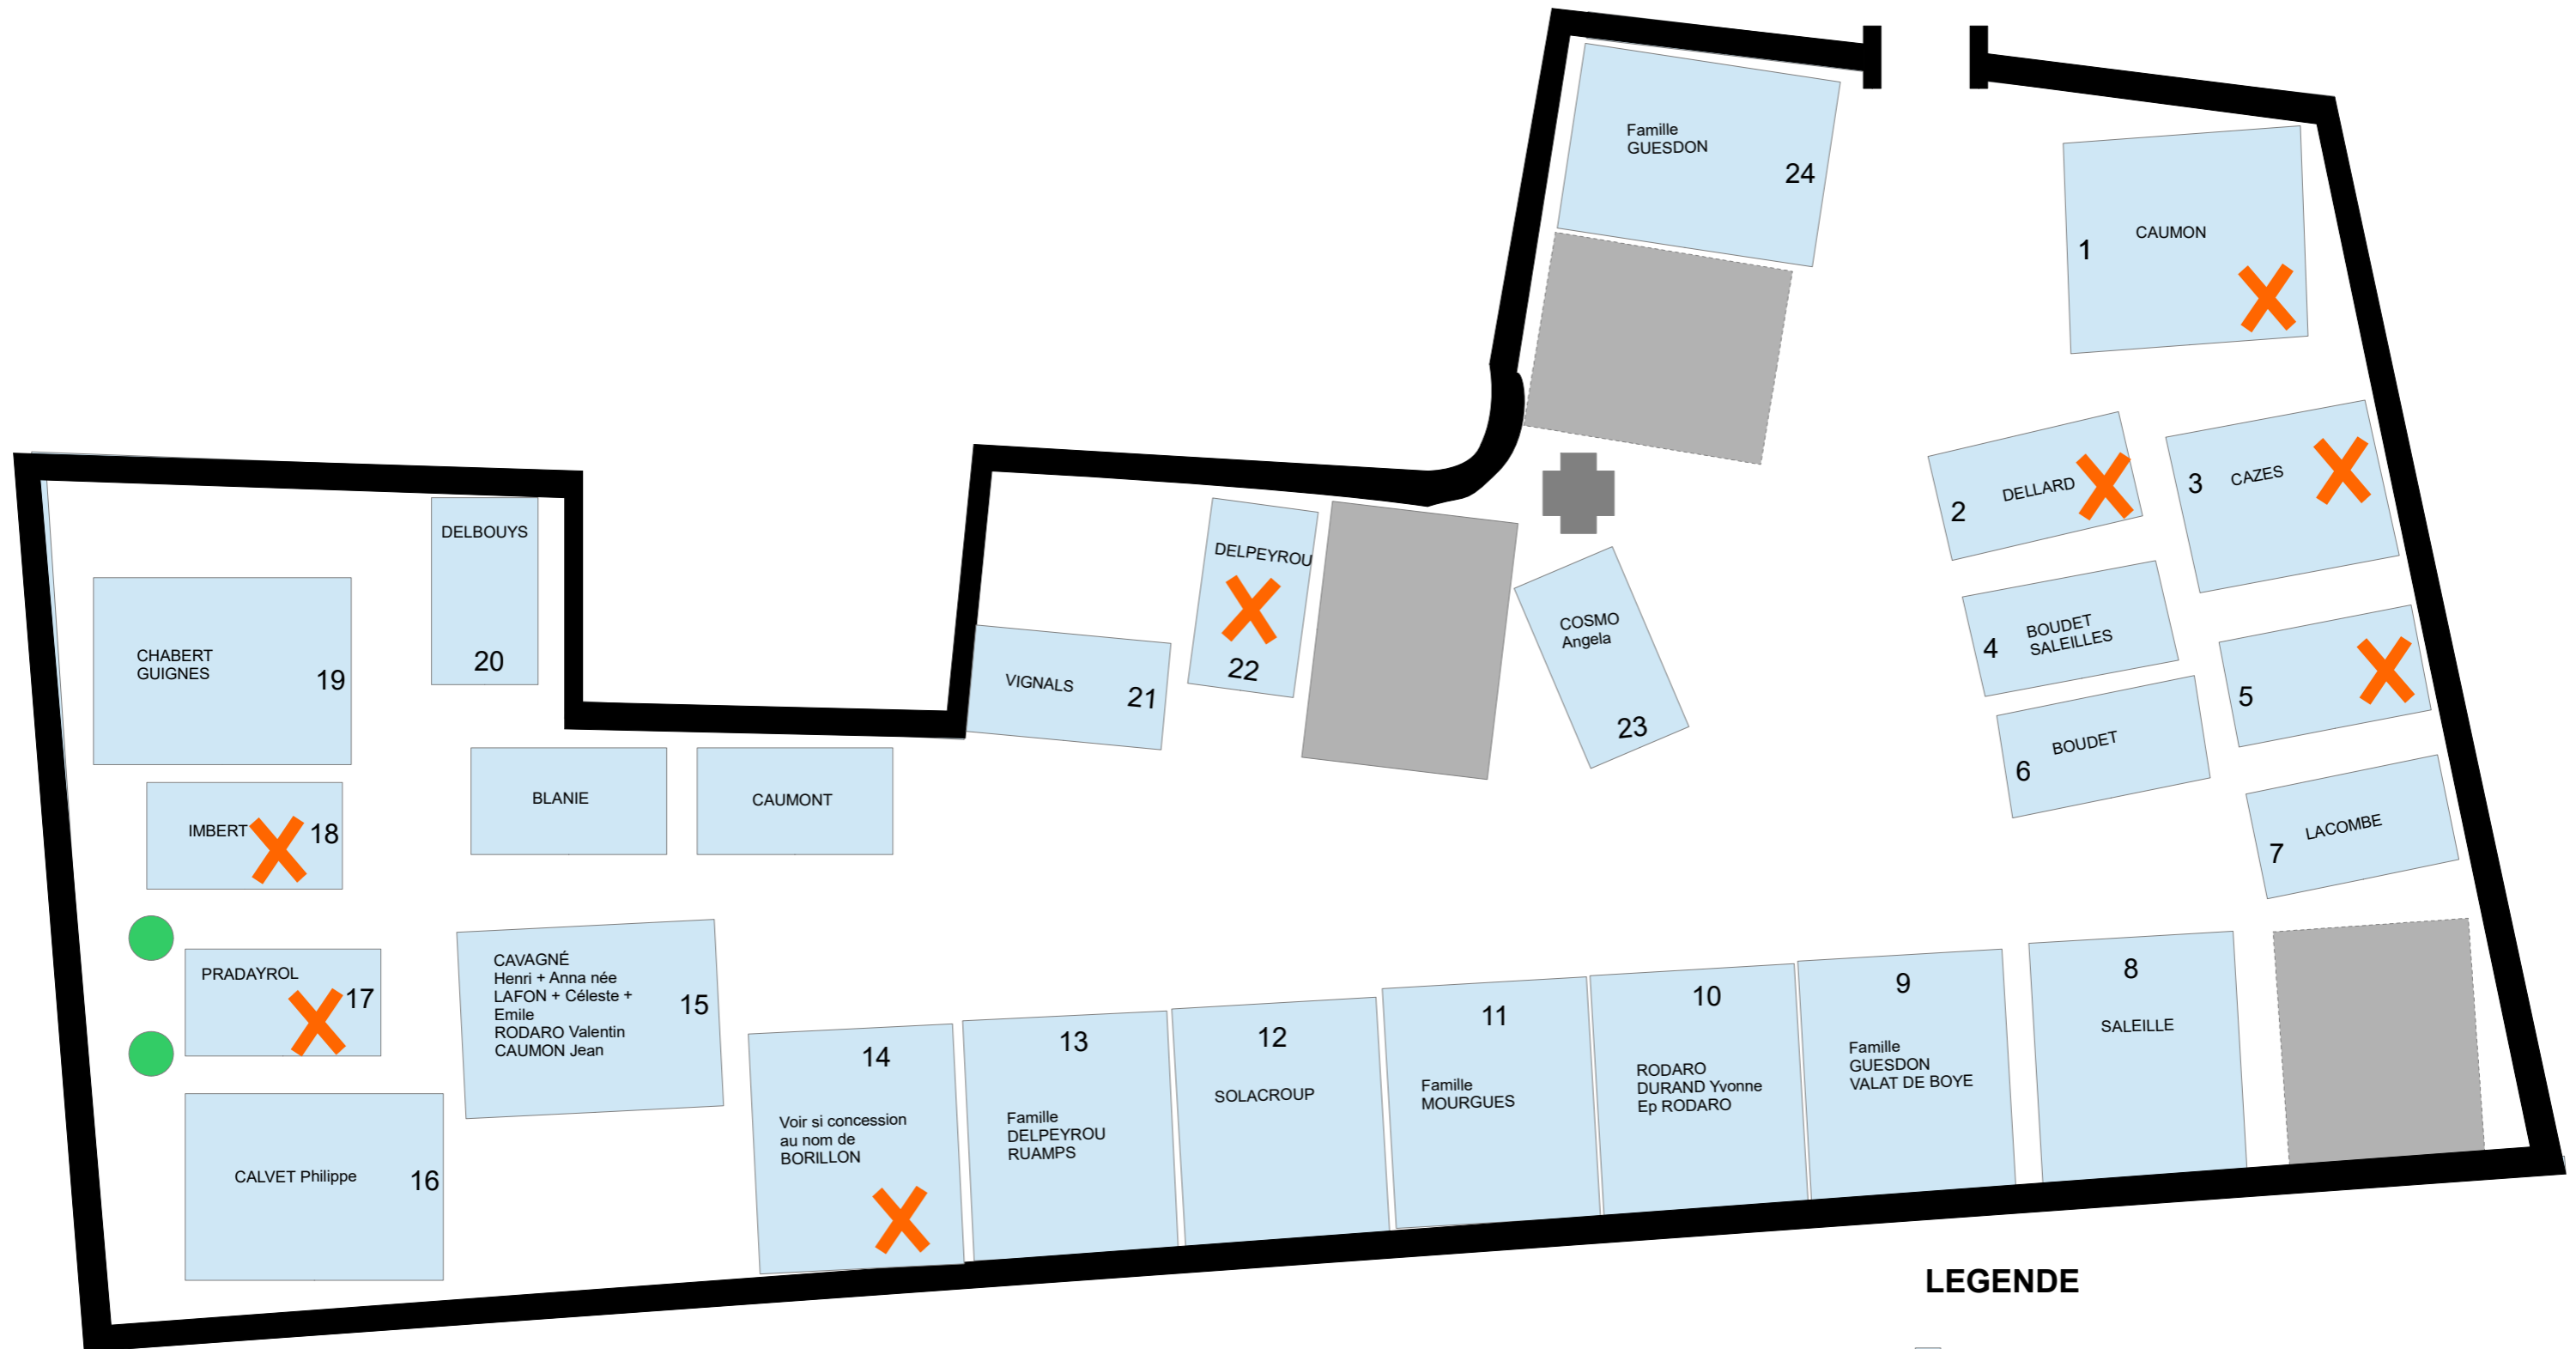 Famille
GUESDON
24
CAUMON
1
DELLARD
2
3
CAZES
BOUDET
SALEILLES
4
5
BOUDET
6
LACOMBE
7
DELBOUYS
20
CHABERT
GUIGNES
19
DELPEYROU
22
COSMO
Angela
23
VIGNALS
21
BLANIE
CAUMONT
IMBERT
18
PRADAYROL
17
CAVAGNÉ
Henri + Anna née
LAFON + Céleste +
Emile
RODARO Valentin
CAUMON Jean
15
CALVET Philippe
16
14
Voir si concession
au nom de
BORILLON
13
Famille
DELPEYROU
RUAMPS
12
SOLACROUP
11
Famille
MOURGUES
10
RODARO
DURAND Yvonne
Ep RODARO
9
Famille
GUESDON
VALAT DE BOYE
8
SALEILLE
LEGENDE